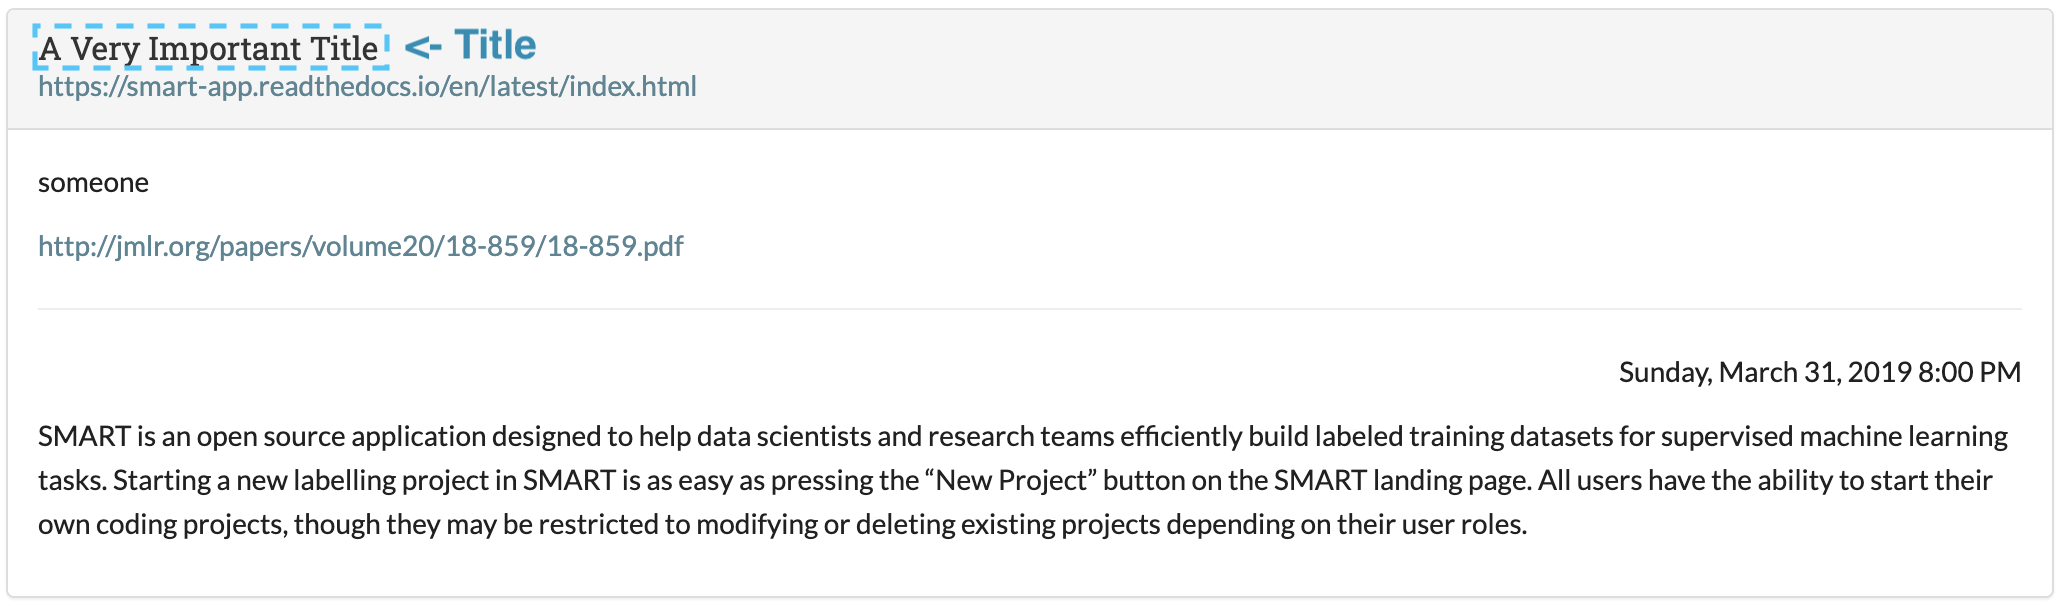 A Very Important Title <- Title
https://smart-app.readthedocs.io/en/latest/index.html
someone
http://jmlr.org/papers/volume20/18-859/18-859.pdf
Sunday, March 31, 2019 8:00 PM
SMART is an open source application designed to help data scientists and research teams efficiently build labeled training datasets for supervised machine learning
tasks. Starting a new labelling project in SMART is as easy as pressing the “New Project” button on the SMART landing page. All users have the ability to start their
own coding projects, though they may be restricted to modifying or deleting existing projects depending on their user roles.